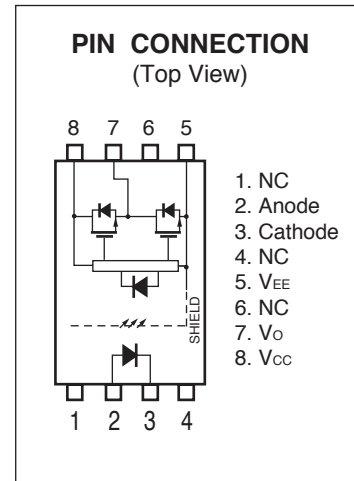 PIN CONNECTION
(Top View)
8 7 6 5
1. NC
2. Anode
3. Cathode
4. NC
5. VEE
6. NC
7. VO
8. VCC
SHIELD
1 2 3 4